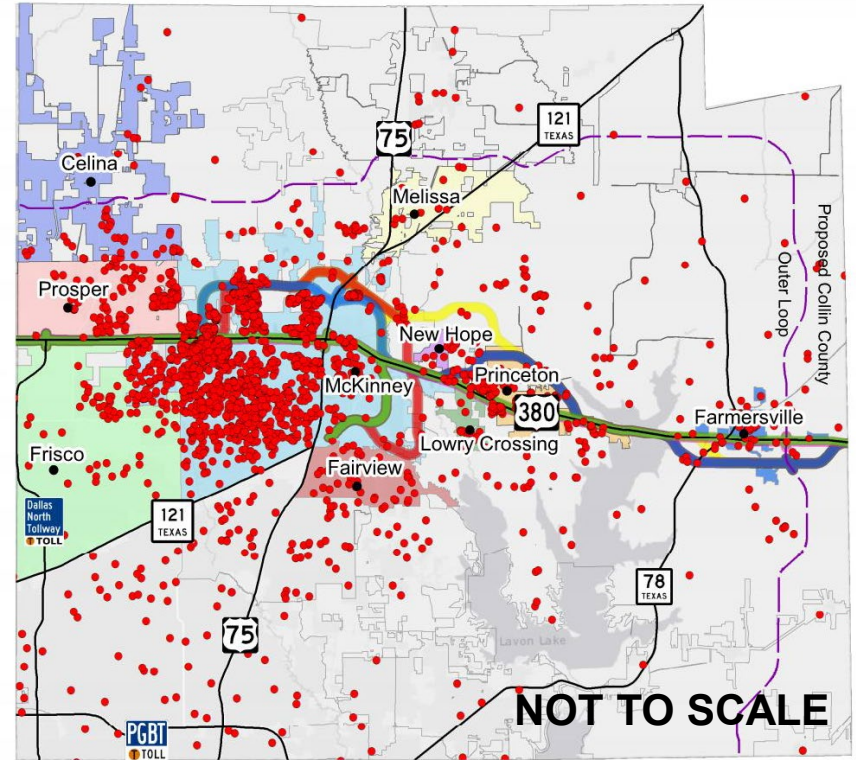 75
121
TEXAS
Celina
Melissa
Proposed Collin County
Outer Loop
Prosper
New Hope
McKinney
Princeton
380
Farmersville
Lowry Crossing
Frisco
Fairview
Dallas
North
Tollway
T TOLL
121
TEXAS
78
TEXAS
75
Lavon Lake
NOT TO SCALE
PGBT
T TOLL